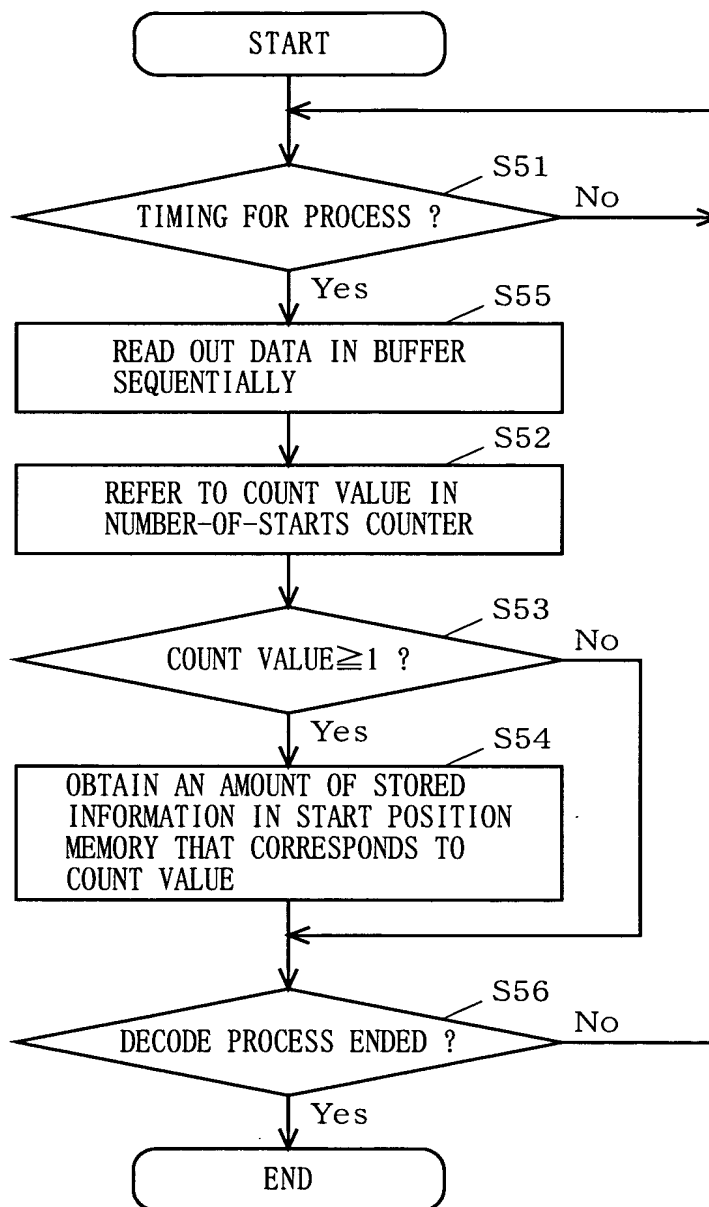 START
S51
TIMING FOR PROCESS ?
No
Yes
S55
READ OUT DATA IN BUFFER
SEQUENTIALLY
S52
REFER TO COUNT VALUE IN
NUMBER-OF-STARTS COUNTER
S53
COUNT VALUE≧1 ?
No
Yes
S54
OBTAIN AN AMOUNT OF STORED
INFORMATION IN START POSITION
MEMORY THAT CORRESPONDS TO
COUNT VALUE
S56
DECODE PROCESS ENDED ?
No
Yes
END